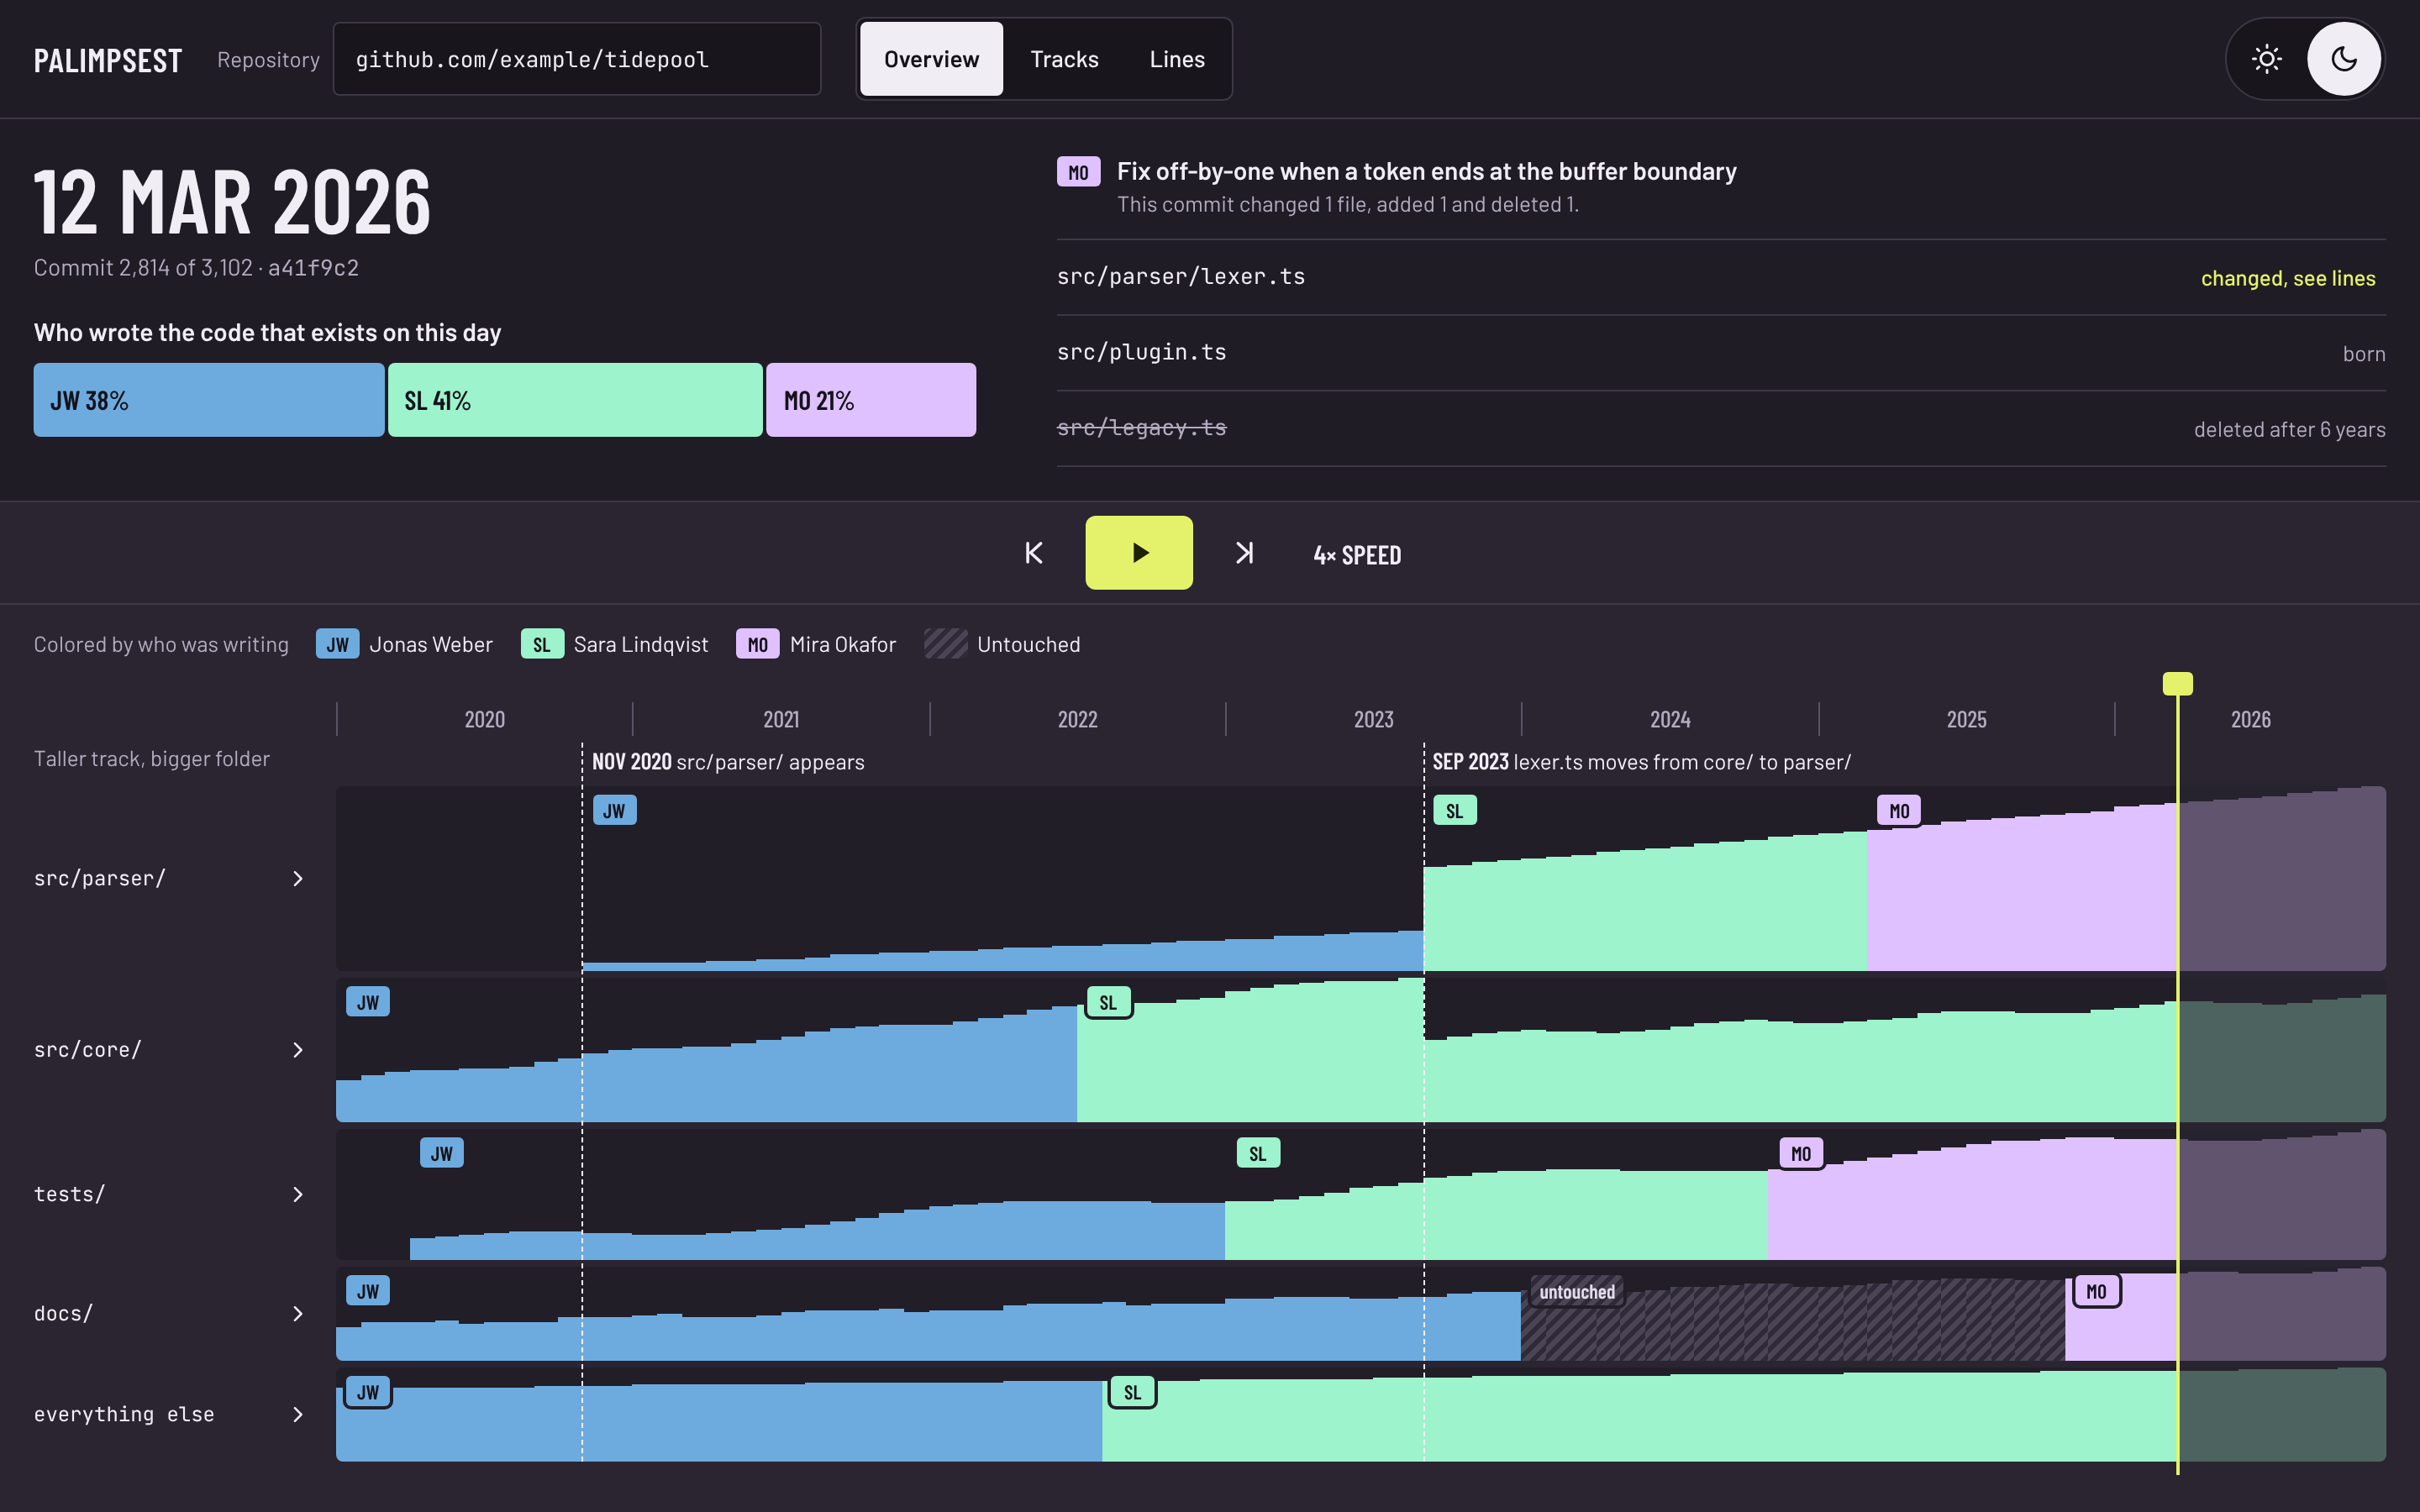 PALIMPSEST Repository github.com/example/tidepool Overview Tracks Lines
12 MAR 2026
Commit 2,814 of 3,102 · a41f9c2
Who wrote the code that exists on this day
JW 38% SL 41% MO 21%
MO Fix off-by-one when a token ends at the buffer boundary
This commit changed 1 file, added 1 and deleted 1.
src/parser/lexer.ts changed, see lines
src/plugin.ts born
src/legacy.ts deleted after 6 years
4× SPEED
Colored by who was writing JW Jonas Weber SL Sara Lindqvist MO Mira Okafor Untouched
2020 2021 2022 2023 2024 2025 2026
Taller track, bigger folder NOV 2020 src/parser/ appears SEP 2023 lexer.ts moves from core/ to parser/
JW SL MO
src/parser/
JW SL
src/core/
JW SL MO
tests/
JW untouched MO
docs/
JW SL
everything else